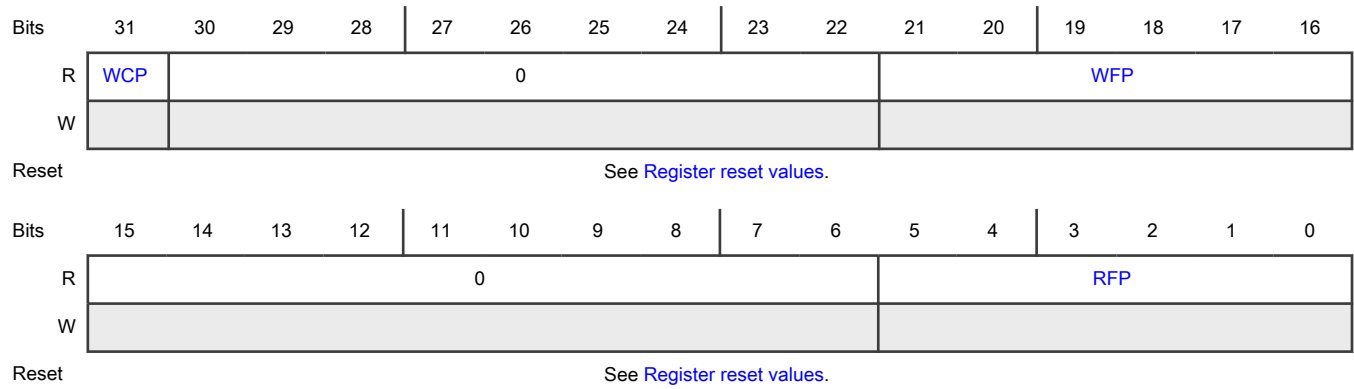 Bits 31 30 29 28 27 26 25 24 23 22 21 20 19 18 17 16
R WCP 0 WFP
W
Reset See Register reset values.
Bits 15 14 13 12 11 10 9 8 7 6 5 4 3 2 1 0
R 0 RFP
W
Reset See Register reset values.